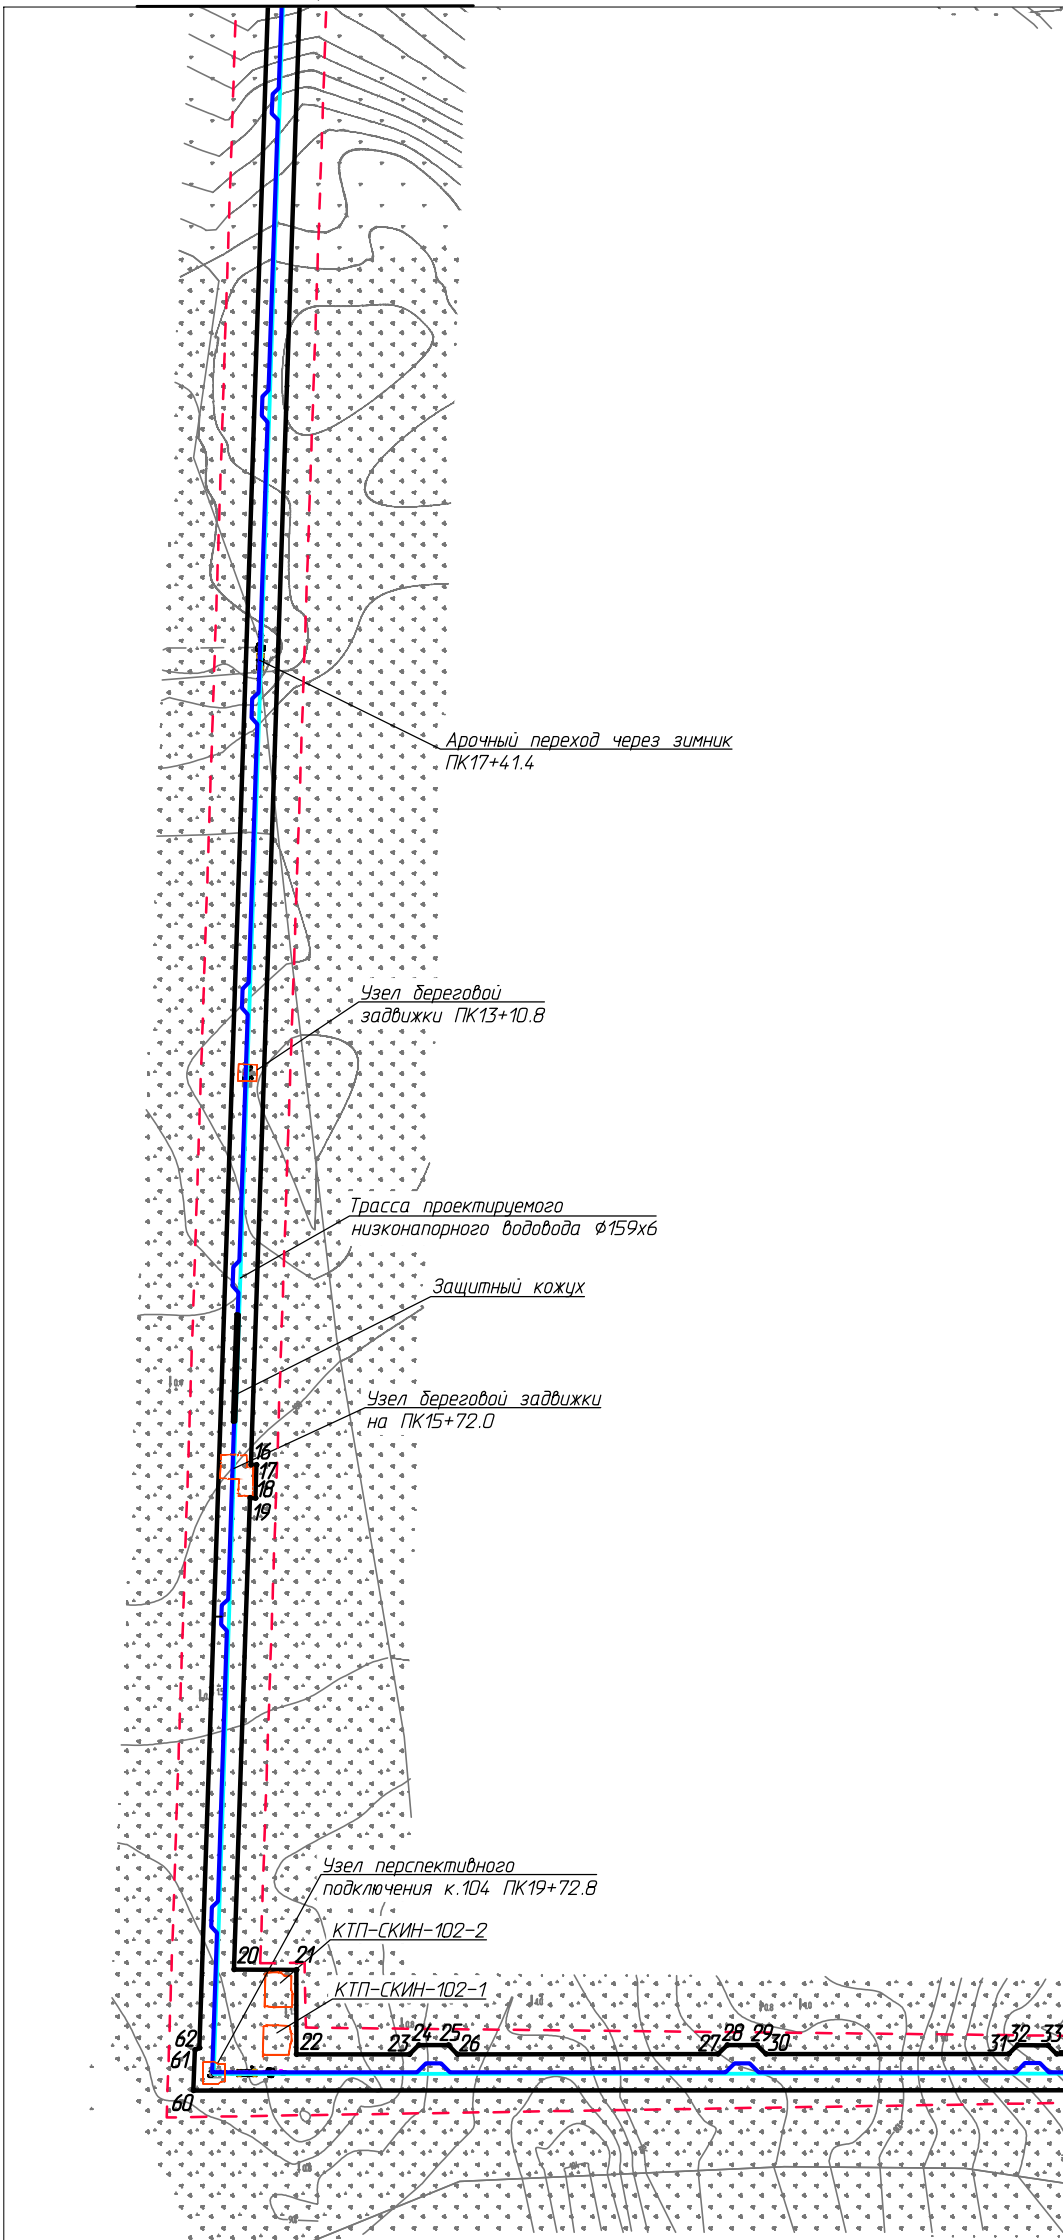 Арочный переход через зимник
ПК17+41.4
Узел береговой
задвижки ПК13+10.8
Трасса проектируемого
низконапорного водовода Ф159х6
Защитный кожух
Узел береговой задвижки
на ПК15+72.0
16
17
18
19
Узел перспективного
подключения к.104 ПК19+72.8
КТП-СКИН-102-2
20
21
КТП-СКИН-102-1
62
61
60
22
23
24
25
26
27
28
29
30
31
32
33